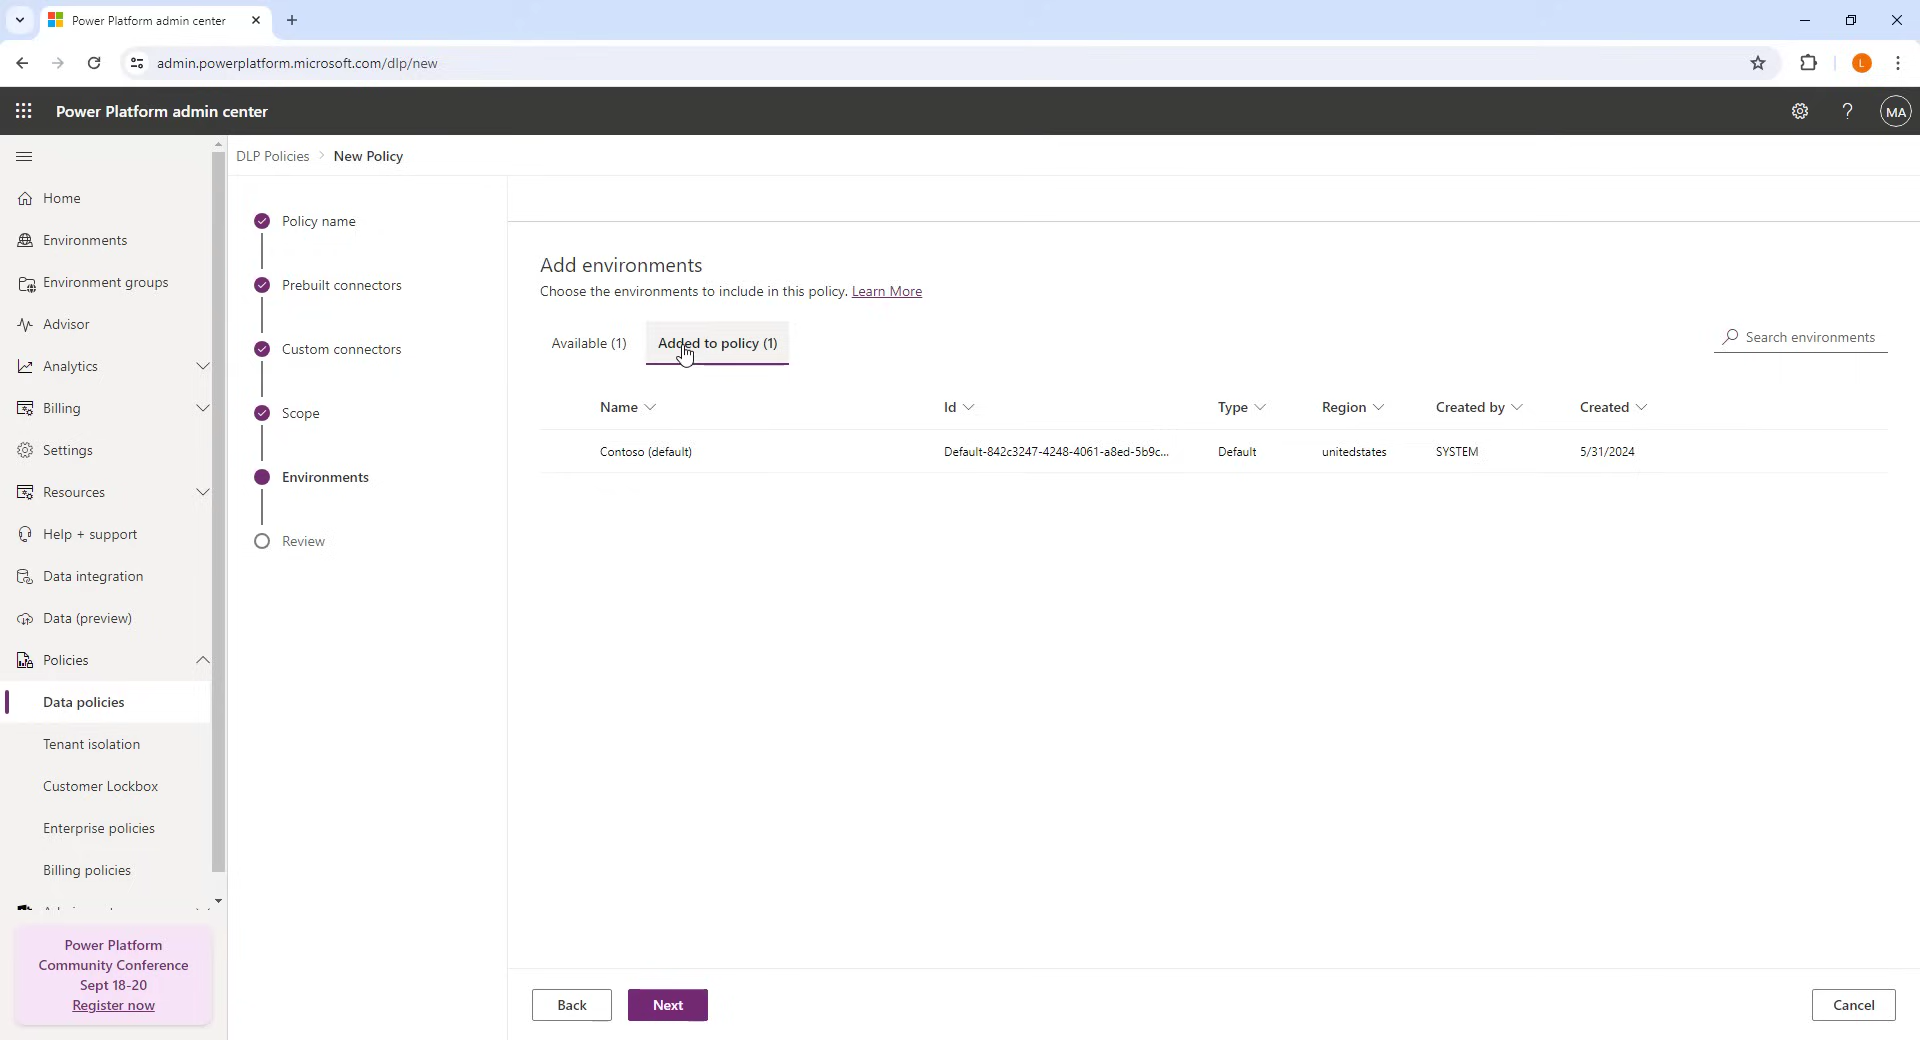 Power Platform admin center
admin.powerplatform.microsoft.com/dlp/new
L
Power Platform admin center
MA
Home
Environments
Environment groups
Advisor
Analytics
Billing
Settings
Resources
Help + support
Data integration
Data (preview)
Policies
Data policies
Tenant isolation
Customer Lockbox
Enterprise policies
Billing policies
Power Platform
Community Conference
Sept 18-20
Register now
DLP Policies > New Policy
Policy name
Prebuilt connectors
Custom connectors
Scope
Environments
Review
Add environments
Choose the environments to include in this policy. Learn More
Available (1) Added to policy (1)
Search environments
Name Id Type Region Created by Created
Contoso (default) Default-842c3247-4248-4061-a8ed-5b9c... Default unitedstates SYSTEM 5/31/2024
Back Next Cancel